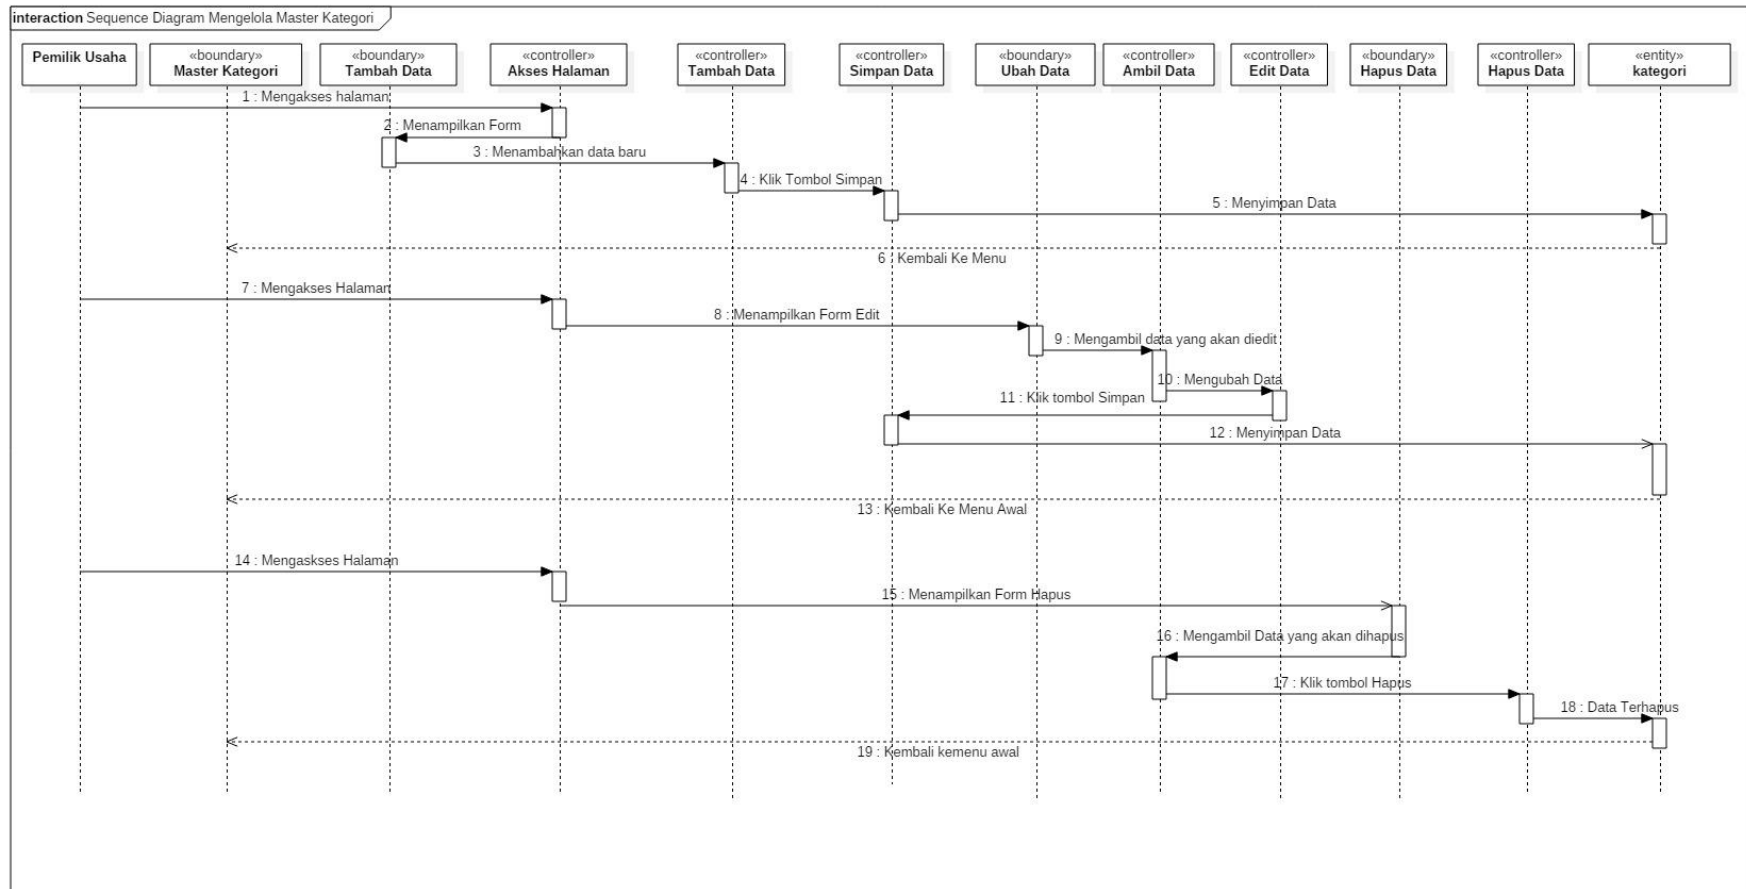 interaction Sequence Diagram Mengelola Master Kategori
Pemilik Usaha
«boundary»
Master Kategori
«boundary»
Tambah Data
«controller»
Akses Halaman
«controller»
Tambah Data
«controller»
Simpan Data
«boundary»
Ubah Data
«controller»
Ambil Data
«controller»
Edit Data
«boundary»
Hapus Data
«controller»
Hapus Data
«entity»
kategori
1 : Mengakses halaman
2 : Menampilkan Form
3 : Menambahkan data baru
4 : Klik Tombol Simpan
5 : Menyimpan Data
6 : Kembali Ke Menu
7 : Mengakses Halaman
8 : Menampilkan Form Edit
9 : Mengambil data yang akan diedit
10 : Mengubah Data
11 : Klik tombol Simpan
12 : Menyimpan Data
13 : Kembali Ke Menu Awal
14 : Mengaskses Halaman
15 : Menampilkan Form Hapus
16 : Mengambil Data yang akan dihapus
17 : Klik tombol Hapus
18 : Data Terhapus
19 : Kembali kemenu awal